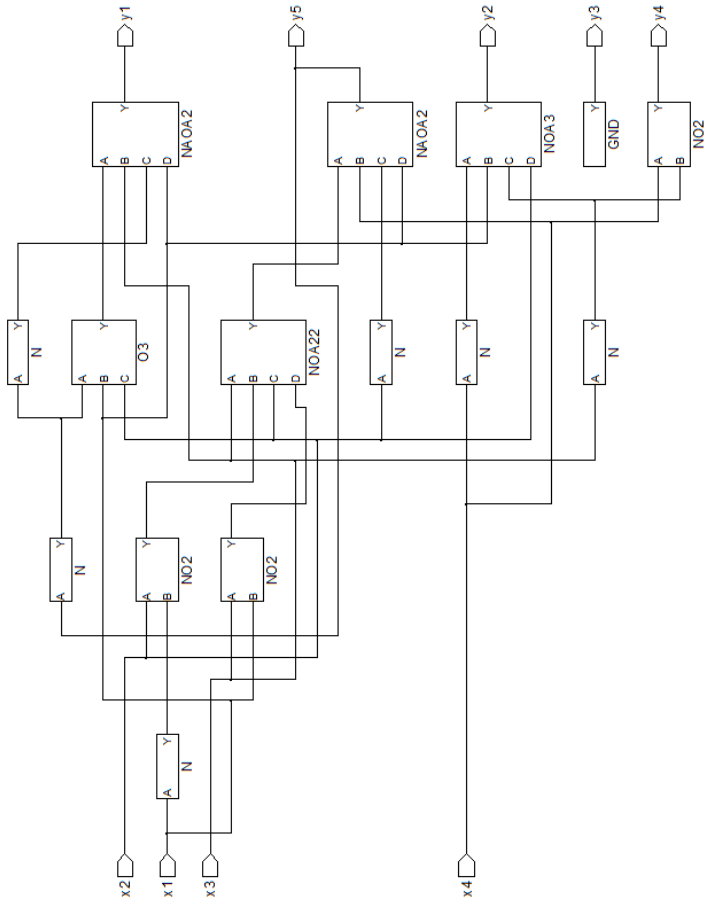 y1 y5 y2 y3 y4
Y Y Y Y Y
NAOA2 NAOA2 NOA3 GND NO2
A B C D A B C D A B C D A B
Y Y Y Y Y Y
N O3 NOA22 N N N
A A B C A B C D A A A
Y Y Y
N NO2 NO2
A A B A B
Y
N
A
x2 x1 x3 x4